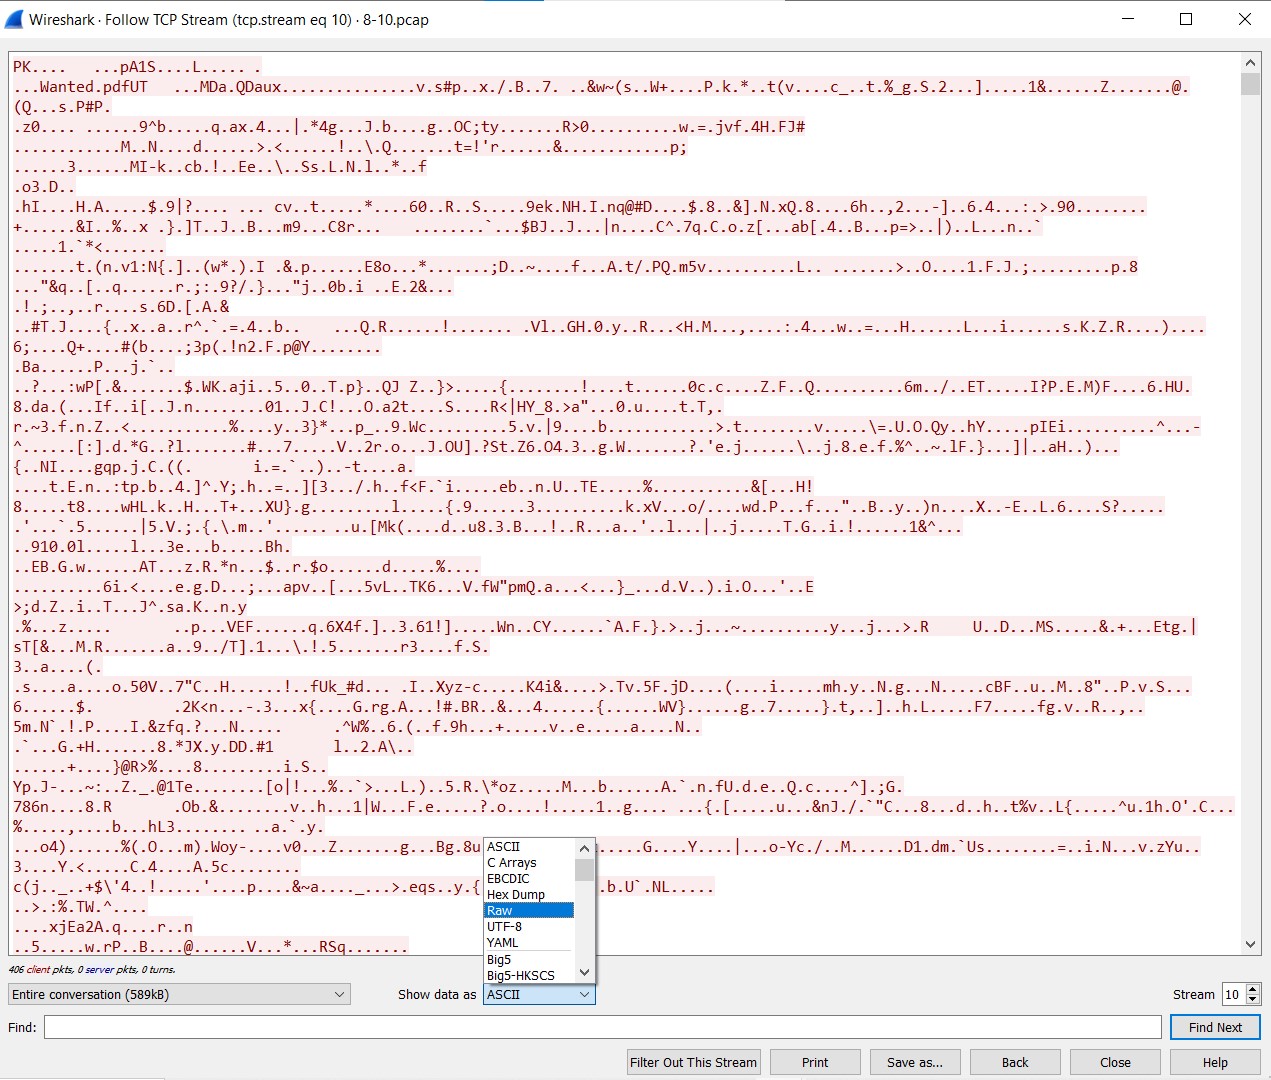 Wireshark · Follow TCP Stream (tcp.stream eq 10) · 8-10.pcap
PK.... ...pA1S....L..... .
...Wanted.pdfUT ...MDa.QDaux...............v.s#p..x./.B..7. ..&w~(s..W+....P.k.*..t(v....c_..t.%_g.S.2...].....1&......Z.......@.
(Q...s.P#P.
.z0.... ......9^b.....q.ax.4...|.*4g...J.b....g..OC;ty.......R>0..........w.=.jvf.4H.FJ#
............M..N....d......>.<......!..\.Q.......t=!'r......&............p;
......3......MI-k..cb.!..Ee..\..Ss.L.N.l..*..f
.o3.D..
.hI....H.A.....$.9|?.... ... cv..t.....*....60..R..S.....9ek.NH.I.nq@#D....$.8..&].N.xQ.8....6h..,2...-]..6.4...:.>.90........
+......&I..%..x .}.]T..J..B...m9...C8r... ........`...$BJ..J...|n....C^.7q.C.o.z[...ab[.4..B...p=>..|)..L...n..`
.....1.`*<.......
.......t.(n.v1:N{.]..(w*.).I .&.p......E8o...*.......;D..~....f...A.t/.PQ.m5v..........L.. .......>..O....1.F.J.;.........p.8
..."&q..[..q......r.;:.9?/.}..."j..0b.i ..E.2&...
.!.;..,..r....s.6D.[.A.&
..#T.J....{..x..a..r^.`.=.4..b.. ...Q.R......!....... .Vl..GH.0.y..R...<H.M...,....:.4...w..=...H......L...i......s.K.Z.R....)....
6;....Q+....#(b....;3p(.!n2.F.p@Y........
.Ba......P...j.`..
..?...:wP[.&.......$.WK.aji..5..0..T.p}..QJ Z..}>.....{........!....t......0c.c....Z.F..Q..........6m../..ET.....I?P.E.M)F....6.HU.
8.da.(...If..i[..J.n........01..J.C!...O.a2t....S....R<|HY_8.>a"...0.u....t.T,.
r.~3.f.n.Z..<...........%....y..3}*...p_..9.Wc.........5.v.|9....b............>.t........v.....\=.U.O.Qy..hY.....pIEi..........^...-
^......[:].d.*G..?l.......#...7.....V..2r.o...J.OU].?St.Z6.O4.3..g.W.......?.'e.j......\..j.8.e.f.%^..~.lF.}...]|..aH..)...
{..NI....gqp.j.C.((. i.=.`..)..-t....a.
....t.E.n..:tp.b..4.]^.Y;.h..=..][3.../.h..f<F.`i.....eb..n.U..TE.....%...........&[...H!
8.....t8....wHL.k..H...T+...XU}.g..........l.....{.9......3..........k.xV...o/....wd.P...f..."..B..y..)n....X..-E..L.6....S?.....
.'...`.5.......|5.V.;.{.\.m..'...... ..u.[Mk(....d..u8.3.B...!..R...a..'..l...|..j.....T.G..i.!......1&^...
..910.0l.....l...3e...b.....Bh.
..EB.G.w......AT...z.R.*n...$..r.$o......d.....%....
..........6i.<....e.g.D...;...apv..[...5vL..TK6...V.fW"pmQ.a...<...}_...d.V..).i.O...'..E
>;d.Z..i..T...J^.sa.K..n.y
.%...z..... ..p...VEF......q.6X4f.]..3.61!].....Wn..CY......`A.F.}.>..j...~..........y...j...>.R U..D...MS.....&.+...Etg.|
sT[&...M.R.......a..9../T].1...\.!.5.......r3....f.S.
3..a....(.
.s....a....o.50V..7"C..H......!..fUk_#d... .I..Xyz-c.....K4i&....>.Tv.5F.jD....(....i.....mh.y..N.g...N.....cBF..u..M..8"..P.v.S...
6......$. .2K<n...-.3...x{....G.rg.A...!#.BR..&...4......{......WV}......g..7.....}.t,..]..h.L.....F7.....fg.v..R..,..
5m.N`.!.P....I.&zfq.?...N..... .^W%..6.(..f.9h...+.....v..e.....a....N..
.`...G.+H.......8.*JX.y.DD.#1 l..2.A\..
......+....}@R>%....8.........i.S..
Yp.J-...~:..Z._.@1Te........[o|!...%..`>...L.)..5.R.\*oz.....M...b......A.`.n.fU.d.e..Q.c....^].;G.
786n....8.R .Ob.&........v..h...1|W...F.e.....?.o....!.....1..g.... ...{.[.....u...&nJ./.`"C...8...d..h..t%v..L{.....^u.1h.O'.C...
%.....,....b...hL3........ ..a.`.y.
...o4)......%(.O...m).Woy-....v0...Z.......g...Bg.8u
.....G....Y....|...o-Yc./..M......D1.dm.`Us.......=..i.N...v.zYu..
3....Y.<.....C.4....A.5c........
c(j.._..+$\'4..!.....'....p....&~a...._...>.eqs..y.{
.b.U`.NL.....
..>.:%.TW.^....
....xjEa2A.q....r..n
..5.....w.rP..B....@......V...*...RSq.......
ASCII
C Arrays
EBCDIC
Hex Dump
Raw
UTF-8
YAML
Big5
Big5-HKSCS
406 client pkts, 0 server pkts, 0 turns.
Entire conversation (589kB)
Show data as ASCII
Stream 10
Find:
Find Next
Filter Out This Stream
Print
Save as...
Back
Close
Help